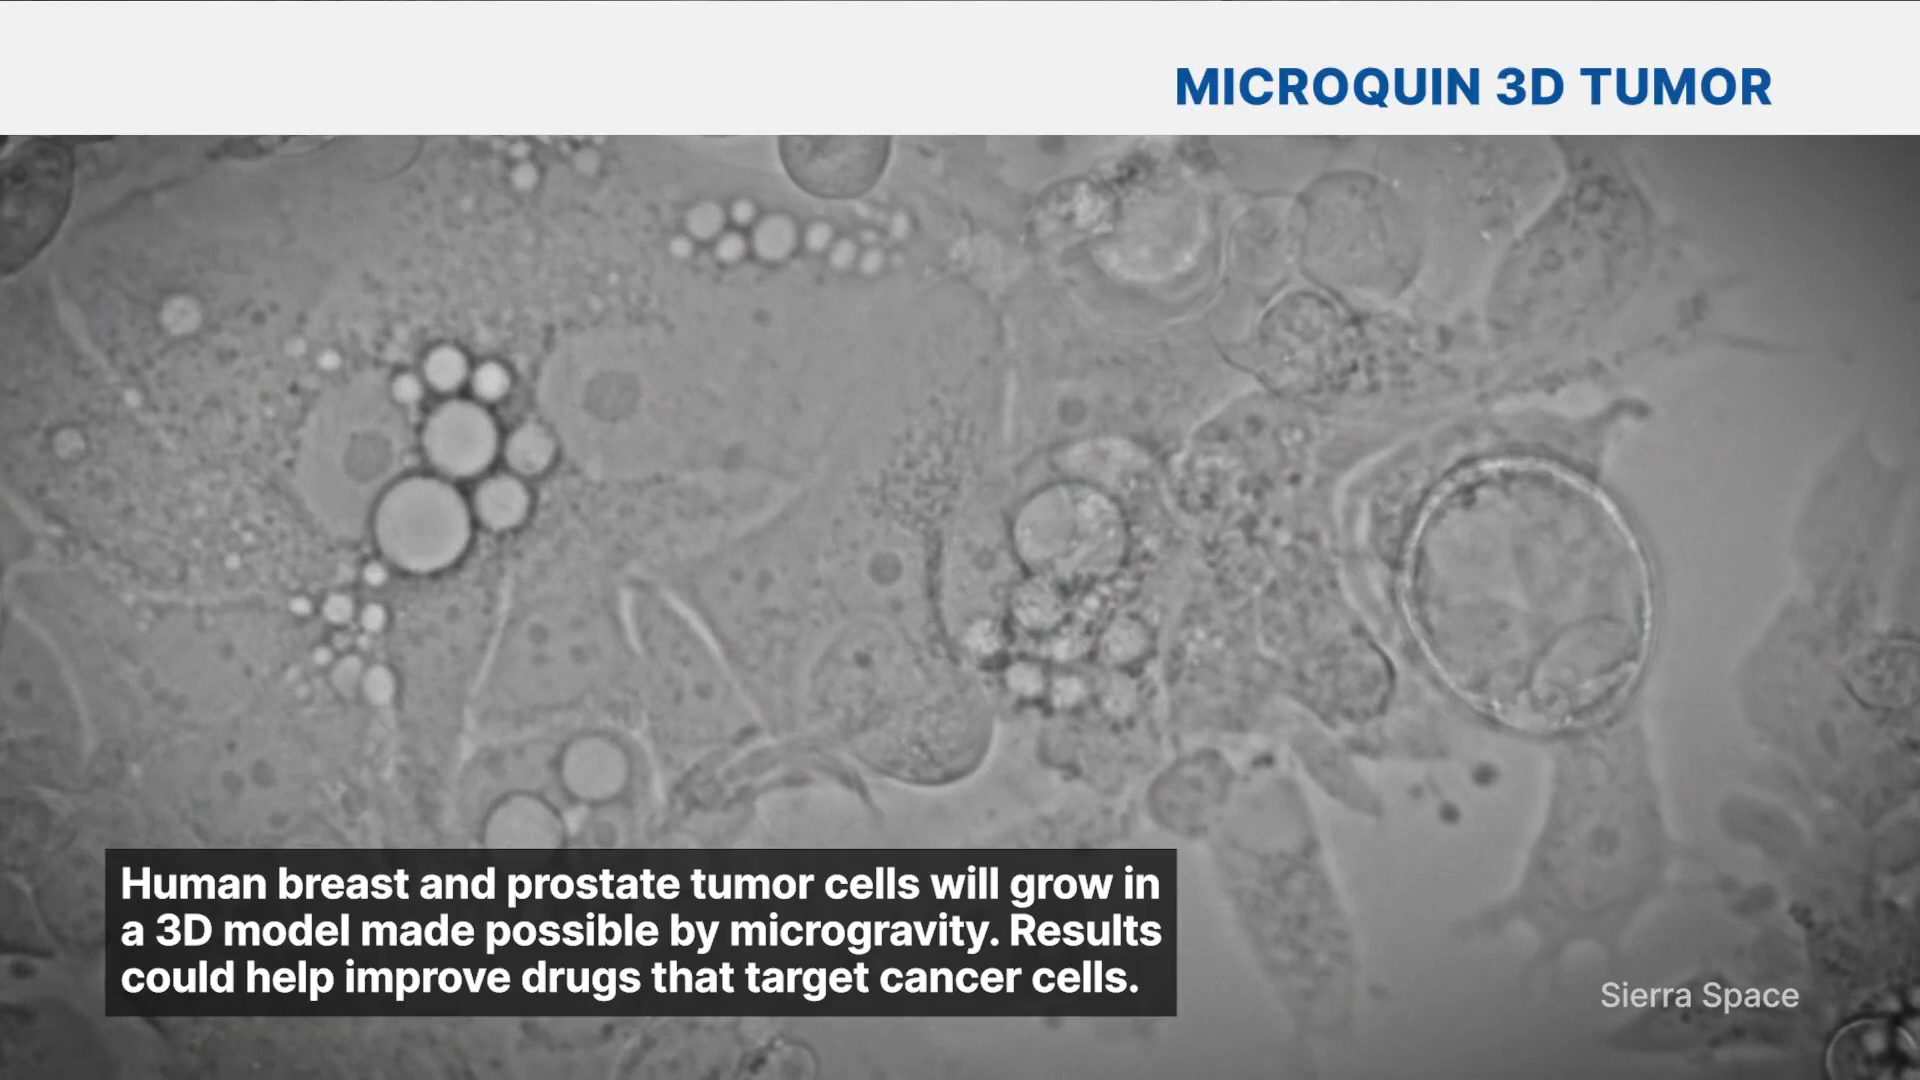 MICROQUIN 3D TUMOR
Human breast and prostate tumor cells will grow in
a 3D model made possible by microgravity. Results
could help improve drugs that target cancer cells.
Sierra Space